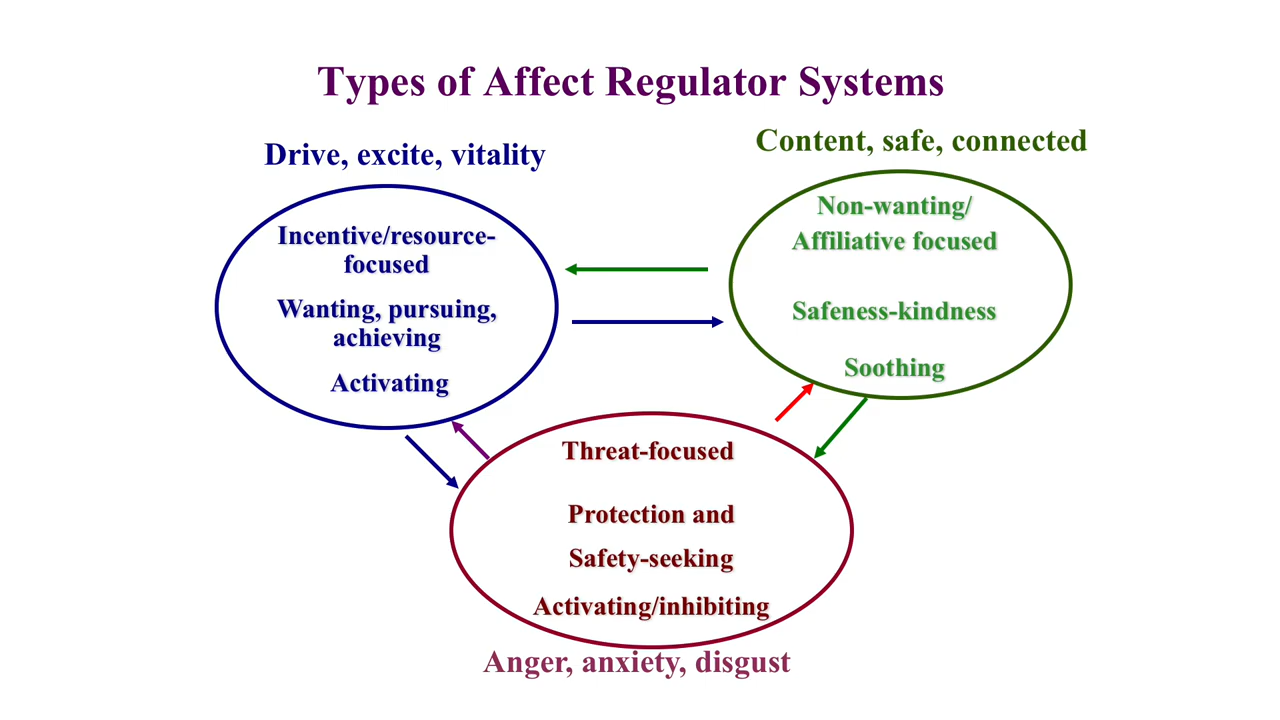 Types of Affect Regulator Systems
Drive, excite, vitality
Content, safe, connected
Incentive/resource-
focused
Wanting, pursuing,
achieving
Activating
Non-wanting/
Affiliative focused
Safeness-kindness
Soothing
Threat-focused
Protection and
Safety-seeking
Activating/inhibiting
Anger, anxiety, disgust